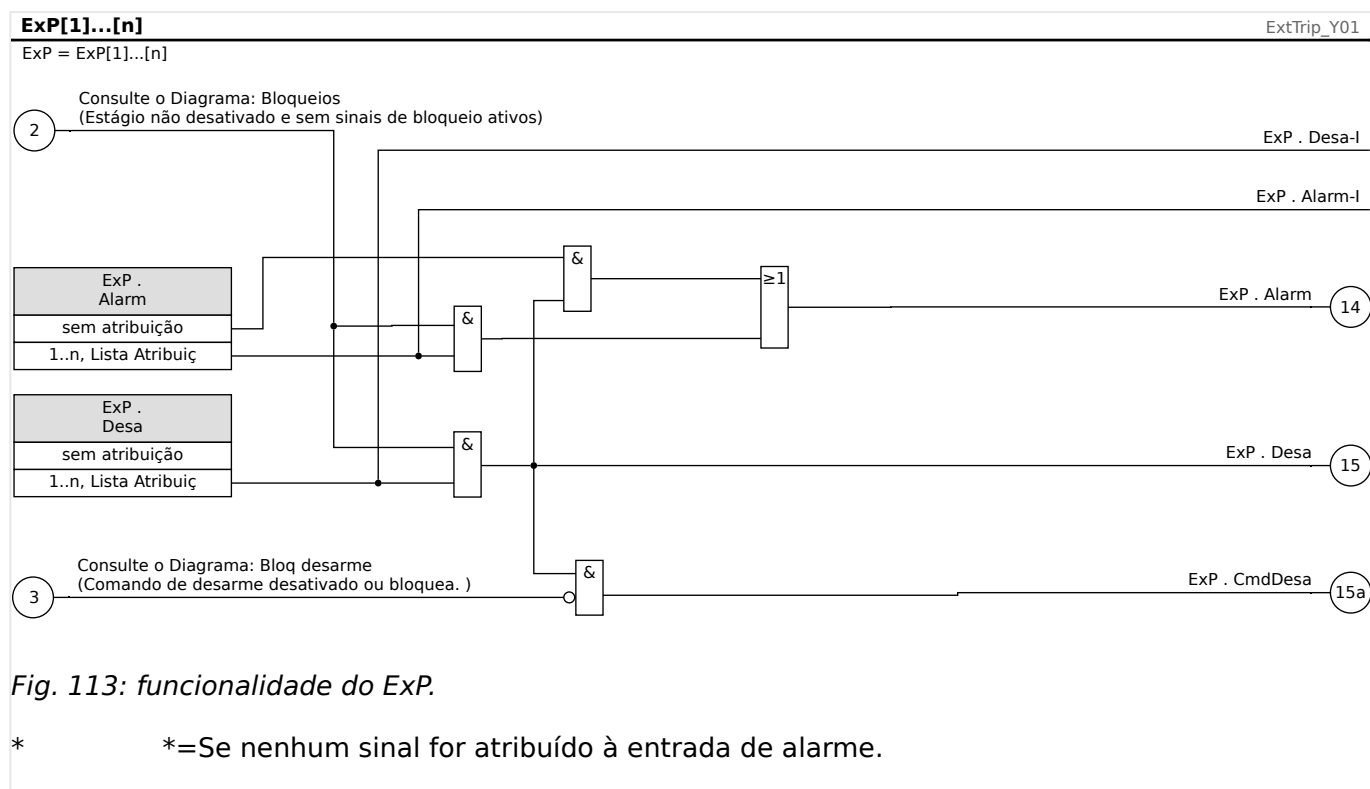 ExP[1]...[n]
ExtTrip_Y01
ExP = ExP[1]...[n]
Consulte o Diagrama: Bloqueios
(Estágio não desativado e sem sinais de bloqueio ativos)
2
ExP . Desa-I
ExP . Alarm-I
&
≥1
ExP .
Alarm
sem atribuição
1..n, Lista Atribuiç
&
ExP . Alarm
14
ExP .
Desa
sem atribuição
1..n, Lista Atribuiç
&
ExP . Desa
15
Consulte o Diagrama: Bloq desarme
(Comando de desarme desativado ou bloquea. )
3
&
ExP . CmdDesa
15a
Fig. 113: funcionalidade do ExP.
* *=Se nenhum sinal for atribuído à entrada de alarme.